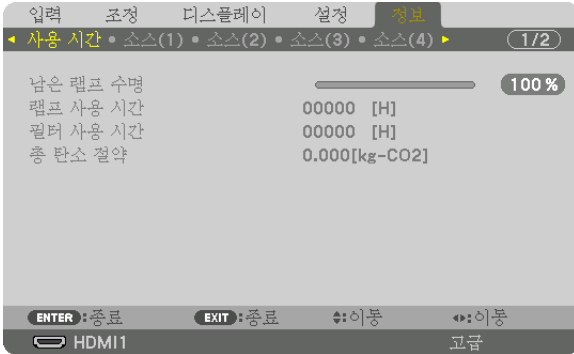 입력 조정 디스플레이 설정 정보
◂ 사용 시간 • 소스(1) • 소스(2) • 소스(3) • 소스(4) ▸ 1/2
남은 램프 수명 100 %
램프 사용 시간 00000 [H]
필터 사용 시간 00000 [H]
총 탄소 절약 0.000[kg-CO2]
ENTER :종료 EXIT :종료 ♦:이동 ◂▸:이동
HDMI1 고급